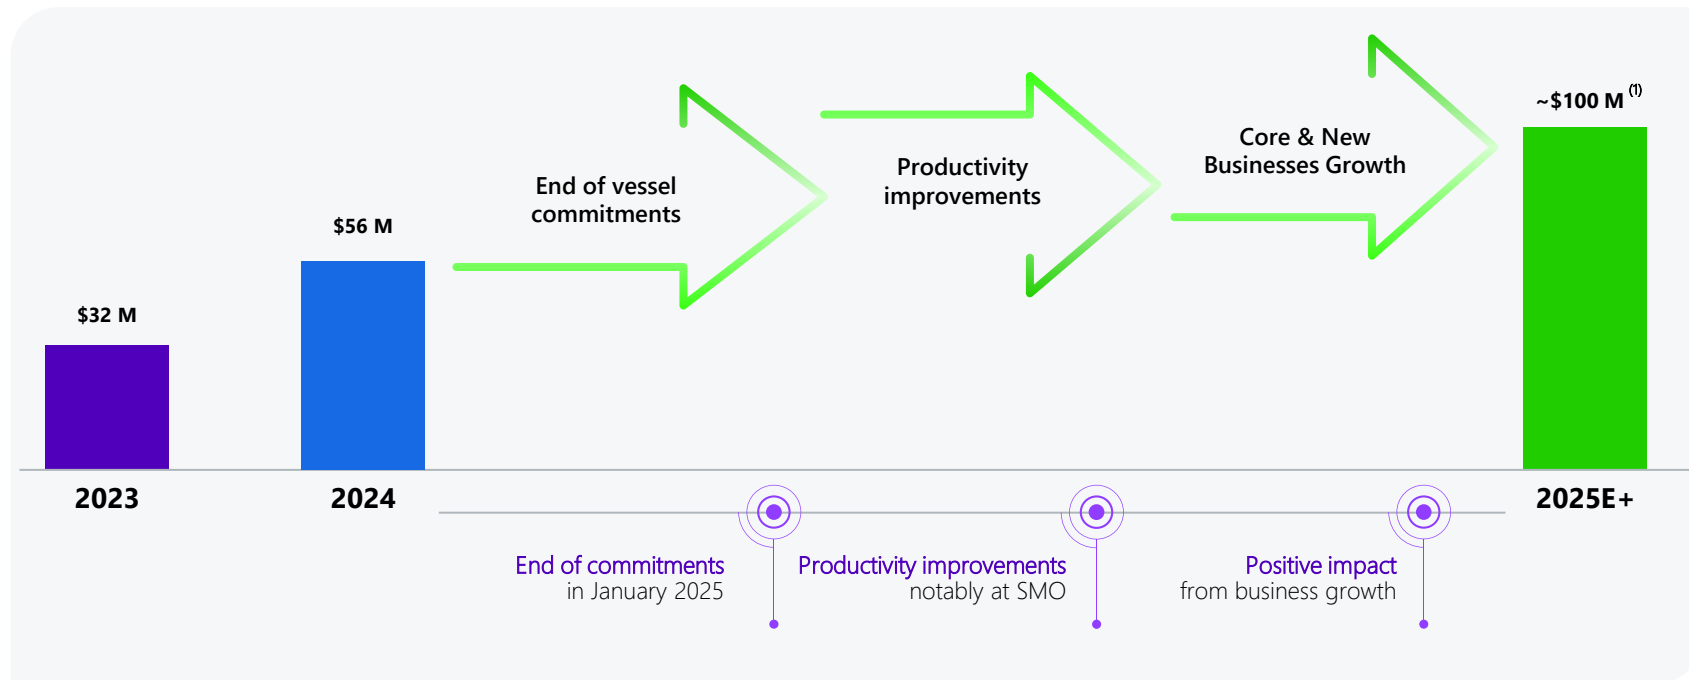 $32 M
$56 M
End of vessel
commitments
Productivity
improvements
Core & New
Businesses Growth
~$100 M (1)
2023
2024
2025E+
End of commitments
in January 2025
Productivity improvements
notably at SMO
Positive impact
from business growth